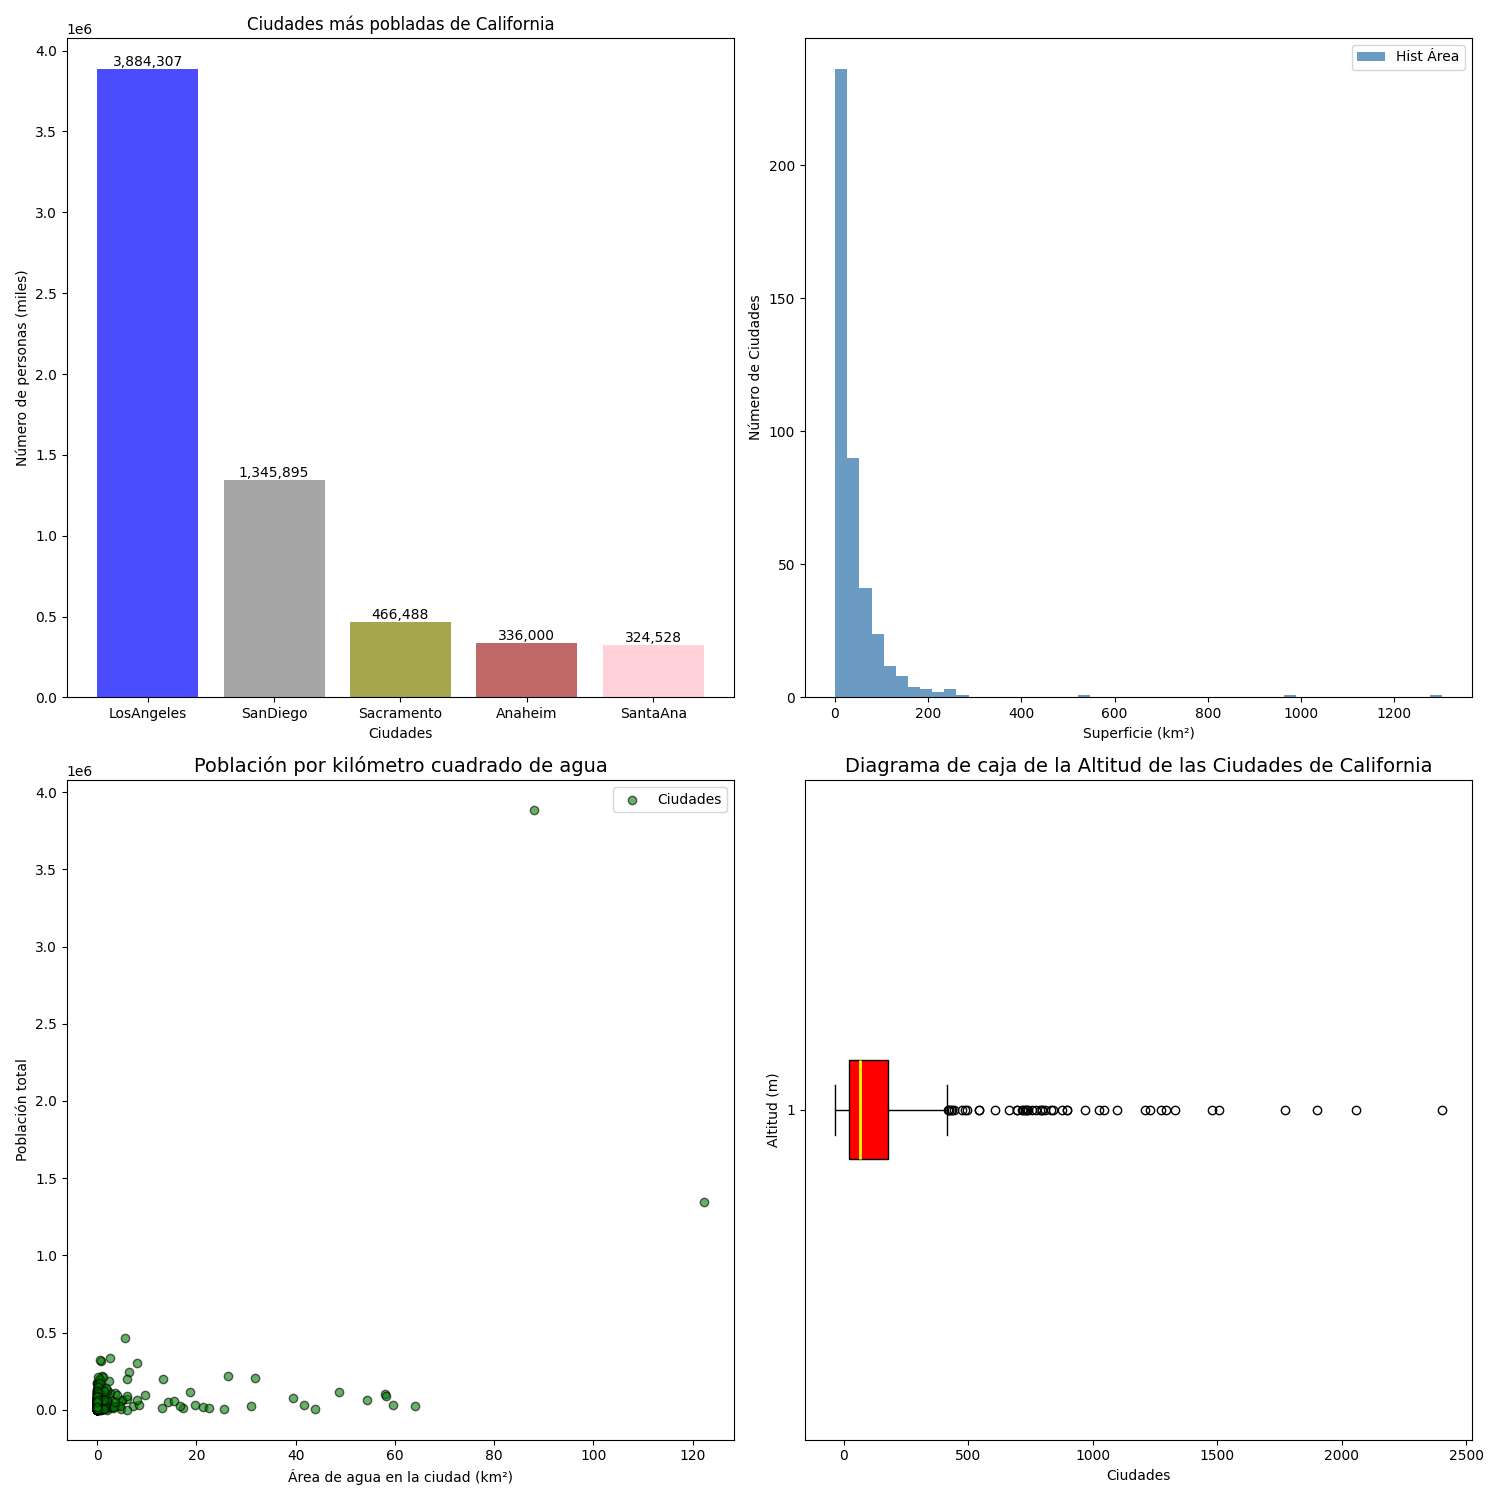 Ciudades más pobladas de California
1e6
4.0
3.5
3.0
2.5
2.0
1.5
1.0
0.5
0.0
Número de personas (miles)
3,884,307
1,345,895
466,488
336,000
324,528
LosAngeles SanDiego Sacramento Anaheim SantaAna
Ciudades
Hist Área
200
150
100
50
0
Número de Ciudades
0 200 400 600 800 1000 1200
Superficie (km²)
Población por kilómetro cuadrado de agua
1e6
Ciudades
4.0
3.5
3.0
2.5
2.0
1.5
1.0
0.5
0.0
Población total
0 20 40 60 80 100 120
Área de agua en la ciudad (km²)
Diagrama de caja de la Altitud de las Ciudades de California
Altitud (m)
1
0 500 1000 1500 2000 2500
Ciudades